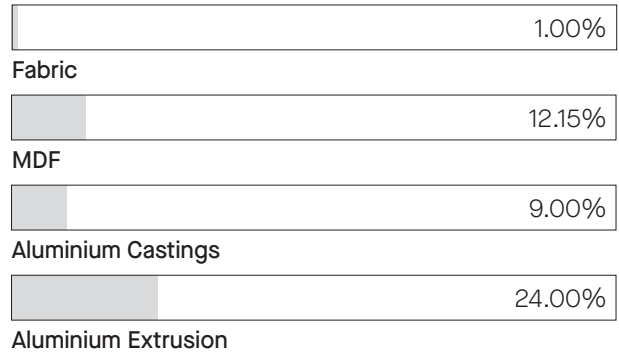 1.00%
Fabric
12.15%
MDF
9.00%
Aluminium Castings
24.00%
Aluminium Extrusion